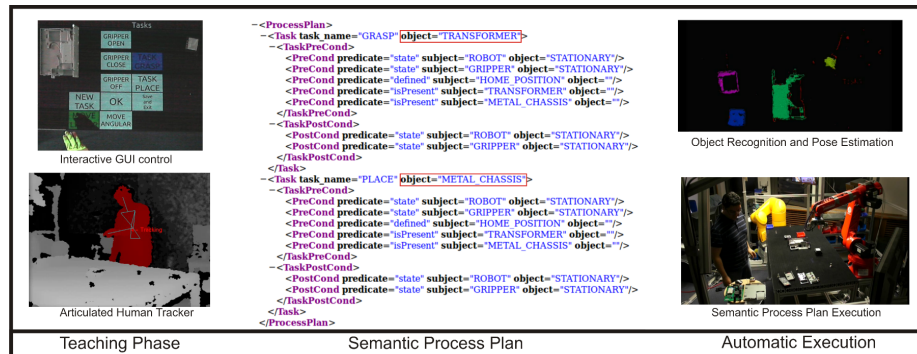 Tasks
GRIPPER
OPEN
GRIPPER
CLOSE
GRIPPER
OFF
TASK
PLACE
NEW
TASK
OK
Save
and
Exit
MOVE
ANGULAR
Interactive GUI control
Tracking
Articulated Human Tracker
Teaching Phase
−<ProcessPlan>
−<Task task_name="GRASP" object="TRANSFORMER">
−<TaskPreCond>
<PreCond predicate="state" subject="ROBOT" object="STATIONARY"/>
<PreCond predicate="state" subject="GRIPPER" object="STATIONARY"/>
<PreCond predicate="defined" subject="HOME_POSITION" object=""/>
<PreCond predicate="isPresent" subject="TRANSFORMER" object=""/>
<PreCond predicate="isPresent" subject="METAL_CHASSIS" object=""/>
</TaskPreCond>
−<TaskPostCond>
<PostCond predicate="state" subject="ROBOT" object="STATIONARY"/>
<PostCond predicate="state" subject="GRIPPER" object="STATIONARY"/>
</TaskPostCond>
</Task>
−<Task task_name="PLACE" object="METAL_CHASSIS">
−<TaskPreCond>
<PreCond predicate="state" subject="ROBOT" object="STATIONARY"/>
<PreCond predicate="state" subject="GRIPPER" object="STATIONARY"/>
<PreCond predicate="defined" subject="HOME_POSITION" object=""/>
<PreCond predicate="isPresent" subject="TRANSFORMER" object=""/>
<PreCond predicate="isPresent" subject="METAL_CHASSIS" object=""/>
</TaskPreCond>
−<TaskPostCond>
<PostCond predicate="state" subject="ROBOT" object="STATIONARY"/>
<PostCond predicate="state" subject="GRIPPER" object="STATIONARY"/>
</TaskPostCond>
</Task>
</ProcessPlan>
Semantic Process Plan
Object Recognition and Pose Estimation
Semantic Process Plan Execution
Automatic Execution